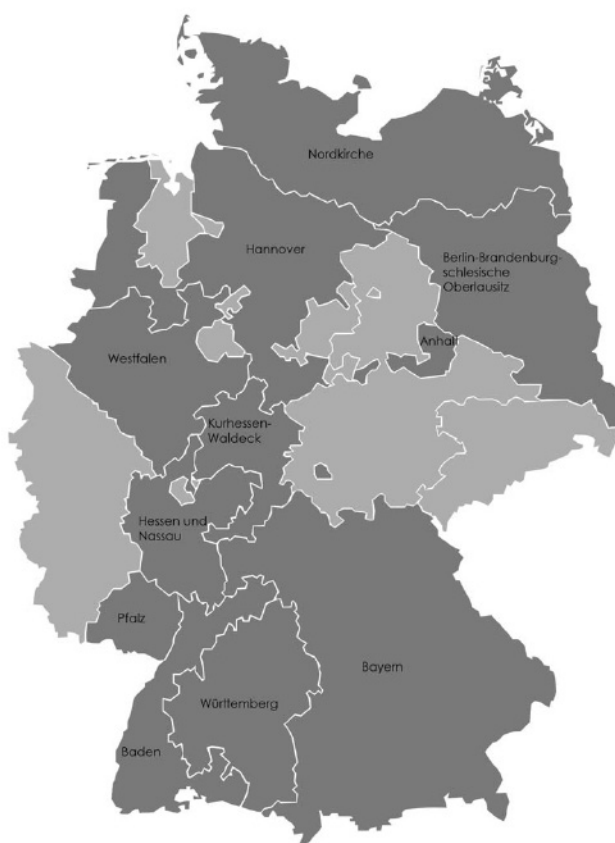 Nordkirche
Hannover
Berlin-Brandenburg-
schlesische
Oberlausitz
Anhalt
Westfalen
Kurhessen-
Waldeck
Hessen und
Nassau
Pfalz
Bayern
Württemberg
Baden